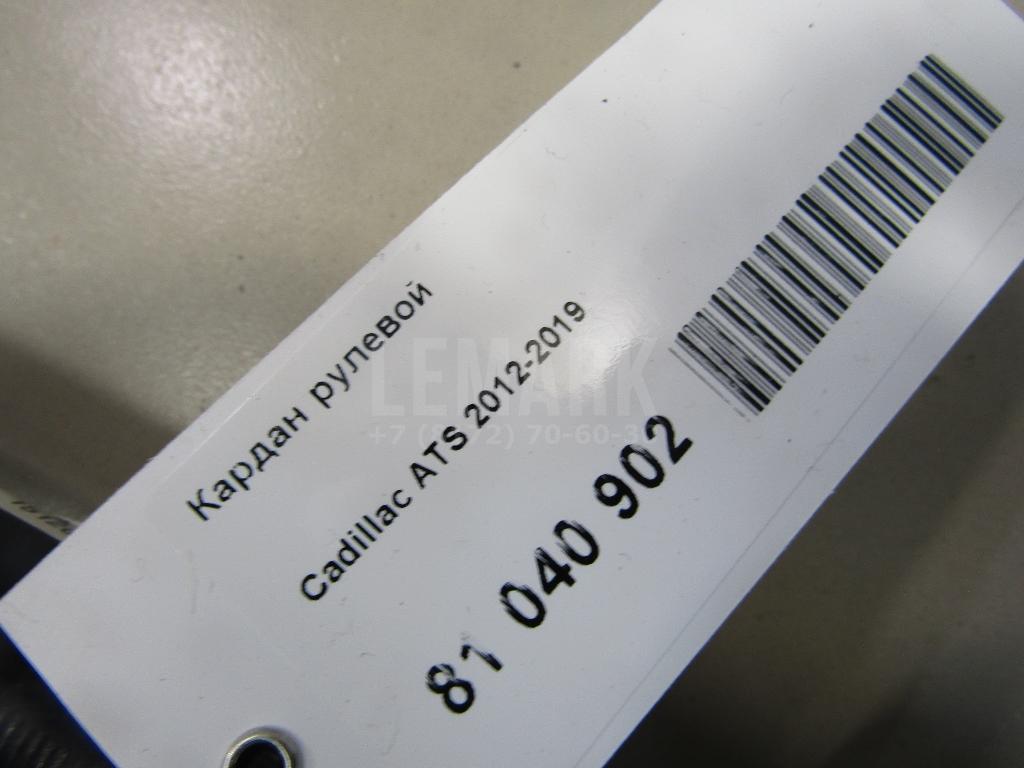 Кардан рулевой
Cadillac ATS 2012-2019
81 040 902
LEMARK